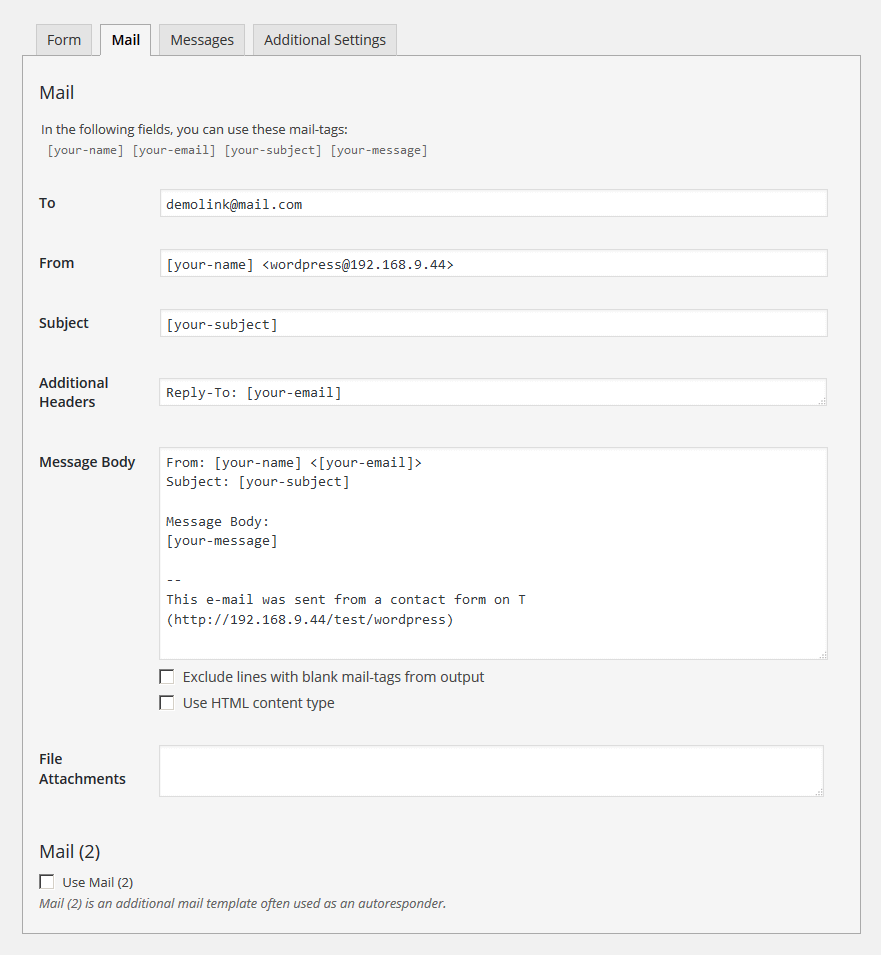 Form Mail Messages Additional Settings
Mail
In the following fields, you can use these mail-tags:
[your-name] [your-email] [your-subject] [your-message]
To
demolink@mail.com
From
[your-name] <wordpress@192.168.9.44>
Subject
[your-subject]
Additional
Headers
Reply-To: [your-email]
Message Body
From: [your-name] <[your-email]>
Subject: [your-subject]
Message Body:
[your-message]
--
This e-mail was sent from a contact form on T
(http://192.168.9.44/test/wordpress)
Exclude lines with blank mail-tags from output
Use HTML content type
File
Attachments
Mail (2)
Use Mail (2)
Mail (2) is an additional mail template often used as an autoresponder.